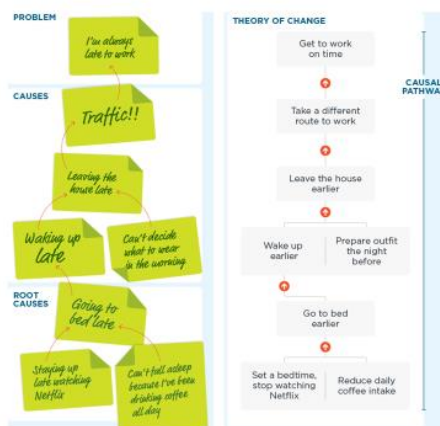 PROBLEM
I'm always
late to work
CAUSES
Traffic!!
Leaving the
house late
Waking up
late
Can't decide
what to wear
in the morning
ROOT
CAUSES
Going to
bed late
Staying up
late watching
Netflix
Can't fall asleep
because I've been
drinking coffee
all day
THEORY OF CHANGE
Get to work
on time
CAUSAL
PATHWA
Take a different
route to work
Leave the house
earlier
Wake up
earlier
Prepare outfit
the night
before
Go to bed
earlier
Set a bedtime,
stop watching
Netflix
Reduce daily
coffee intake